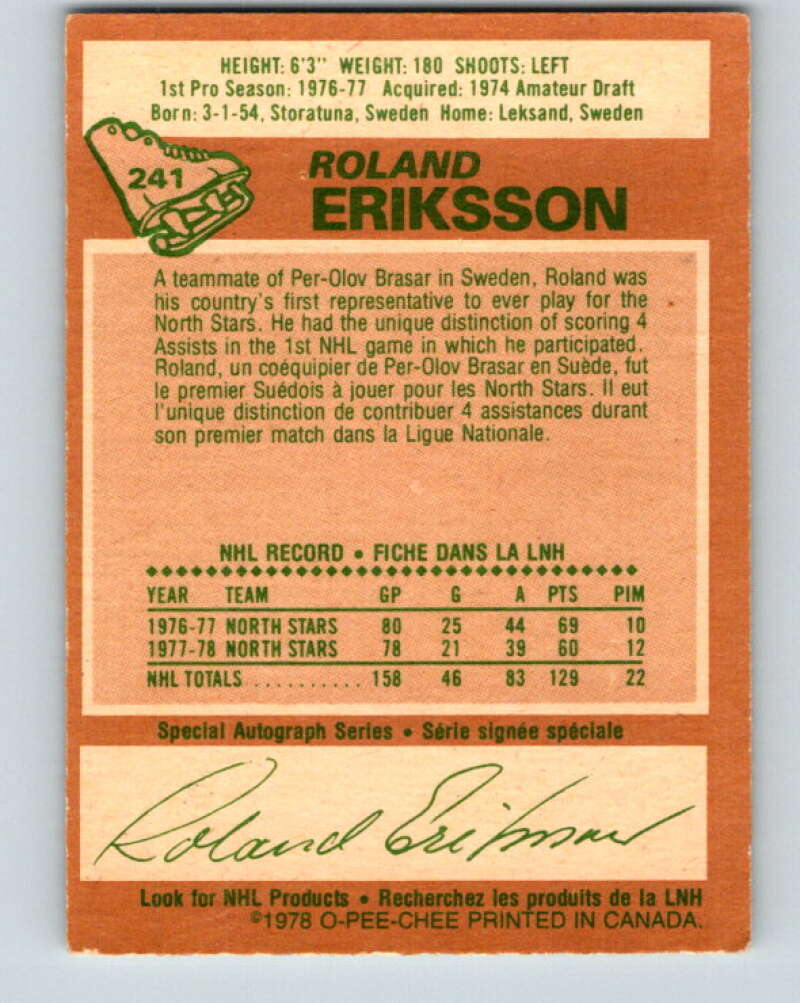 HEIGHT: 6'3" WEIGHT: 180 SHOOTS: LEFT
1st Pro Season: 1976-77 Acquired: 1974 Amateur Draft
Born: 3-1-54, Storatuna, Sweden Home: Leksand, Sweden
241
ROLAND
ERIKSSON
A teammate of Per-Olov Brasar in Sweden, Roland was
his country's first representative to ever play for the
North Stars. He had the unique distinction of scoring 4
Assists in the 1st NHL game in which he participated.
Roland, un coéquipier de Per-Olov Brasar en Suède, fut
le premier Suédois à jouer pour les North Stars. Il eut
l'unique distinction de contribuer 4 assistances durant
son premier match dans la Ligue Nationale.
NHL RECORD • FICHE DANS LA LNH
YEAR TEAM GP G A PTS PIM
1976-77 NORTH STARS 80 25 44 69 10
1977-78 NORTH STARS 78 21 39 60 12
NHL TOTALS .......... 158 46 83 129 22
Special Autograph Series • Série signée spéciale
Roland Eriksson
Look for NHL Products • Recherchez les produits de la LNH
©1978 O-PEE-CHEE PRINTED IN CANADA.